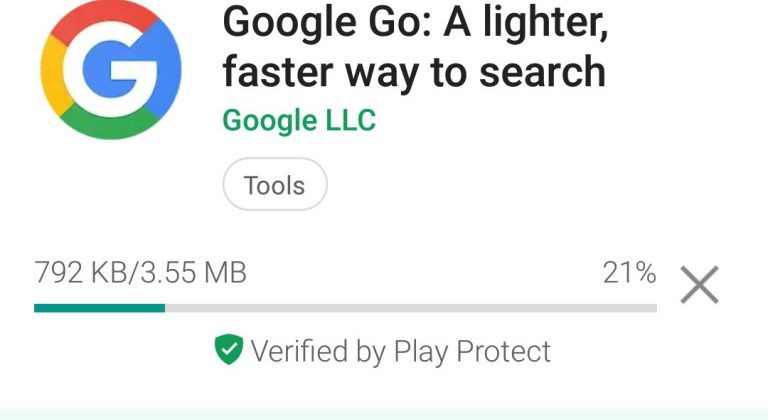 Google Go: A lighter,
faster way to search
Google LLC
Tools
792 KB/3.55 MB 21%
Verified by Play Protect